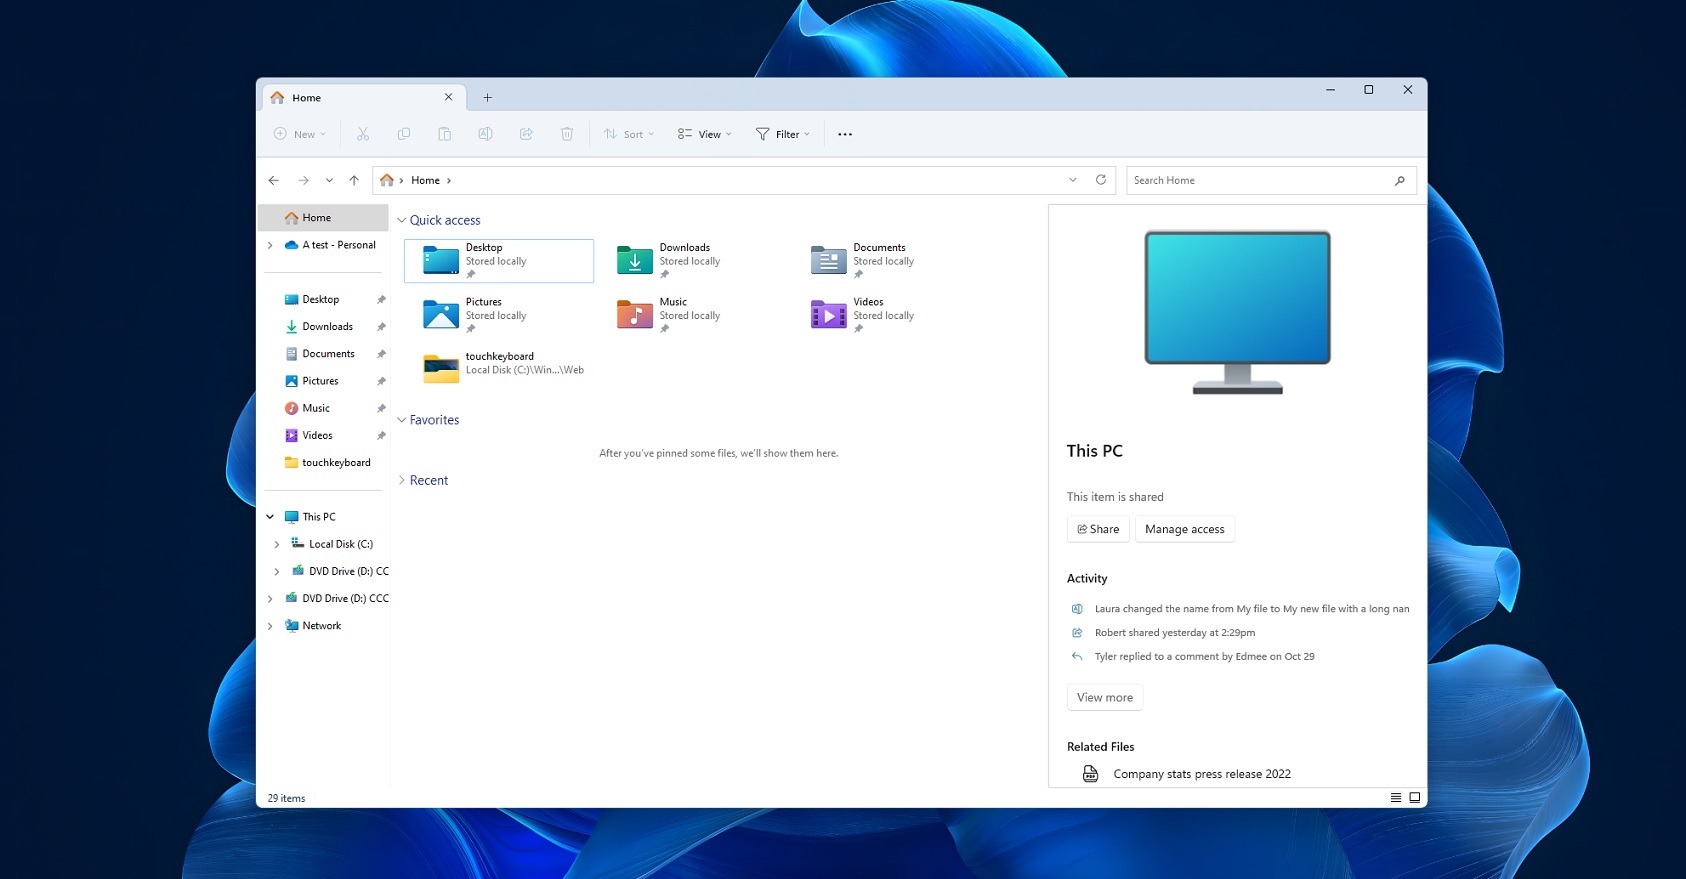 Home
New
Sort
View
Filter
Home
Search Home
Home
A test - Personal
Desktop
Downloads
Documents
Pictures
Music
Videos
touchkeyboard
This PC
Local Disk (C:)
DVD Drive (D:) CC
DVD Drive (D:) CCC
Network
Quick access
Desktop
Stored locally
Downloads
Stored locally
Documents
Stored locally
Pictures
Stored locally
Music
Stored locally
Videos
Stored locally
touchkeyboard
Local Disk (C:)\Win...\Web
Favorites
After you've pinned some files, we'll show them here.
Recent
This PC
This item is shared
Share
Manage access
Activity
Laura changed the name from My file to My new file with a long nan
Robert shared yesterday at 2:29pm
Tyler replied to a comment by Edmee on Oct 29
View more
Related Files
PDF
Company stats press release 2022
29 items